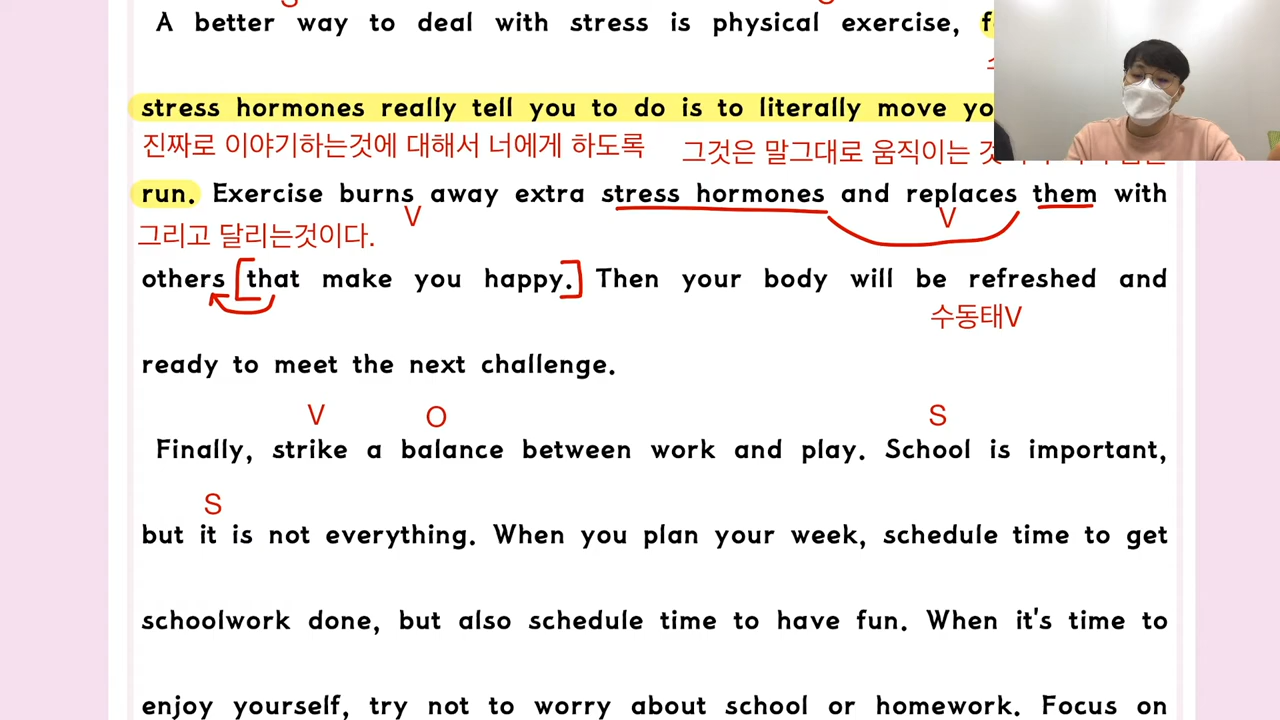 A better way to deal with stress is physical exercise,
stress hormones really tell you to do is to literally move
진짜로 이야기하는것에 대해서 너에게 하도록 그것은 말그대로 움직이는
run. Exercise burns away extra stress hormones and replaces them with
V V
그리고 달리는것이다.
others [that make you happy.] Then your body will be refreshed and
수동태V
ready to meet the next challenge.
V O S
Finally, strike a balance between work and play. School is important,
S
but it is not everything. When you plan your week, schedule time to get
schoolwork done, but also schedule time to have fun. When it's time to
enjoy yourself, try not to worry about school or homework. Focus on